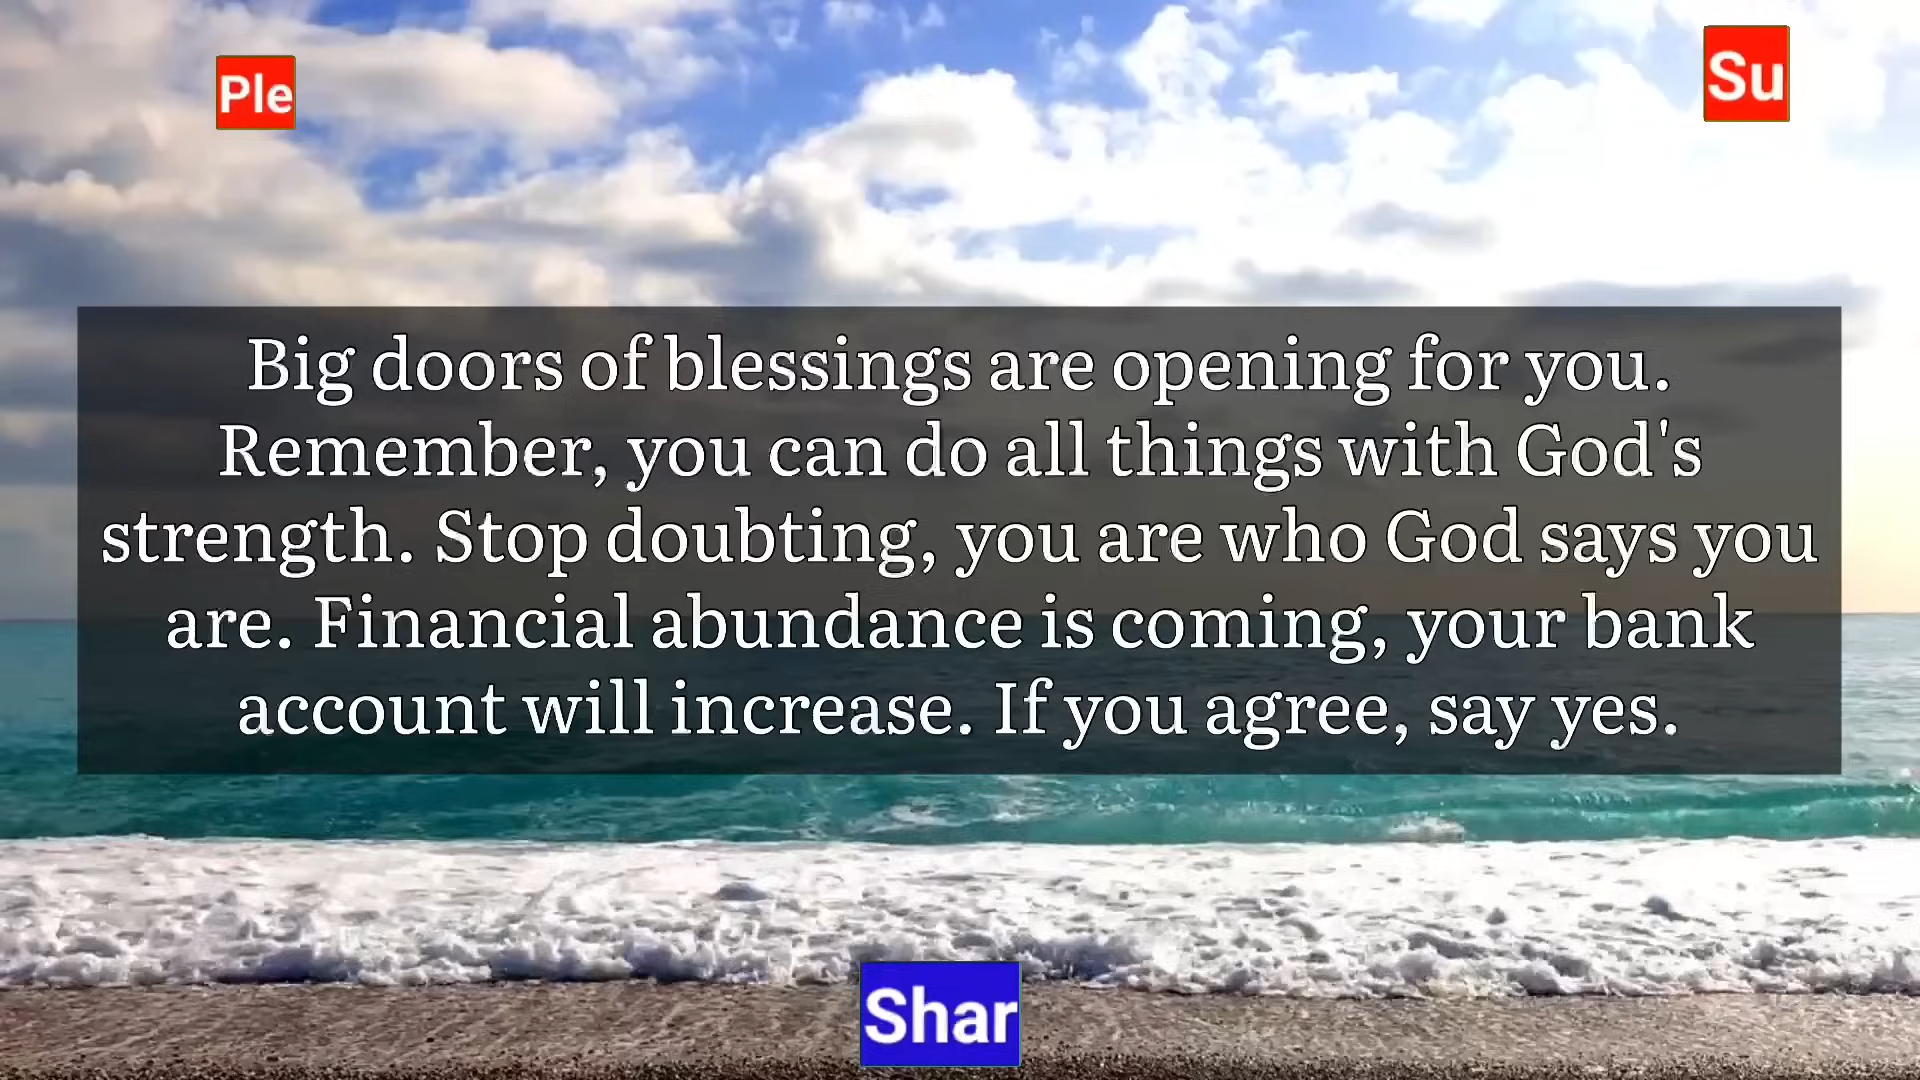 Ple
Su
Big doors of blessings are opening for you.
Remember, you can do all things with God's
strength. Stop doubting, you are who God says you
are. Financial abundance is coming, your bank
account will increase. If you agree, say yes.
Shar